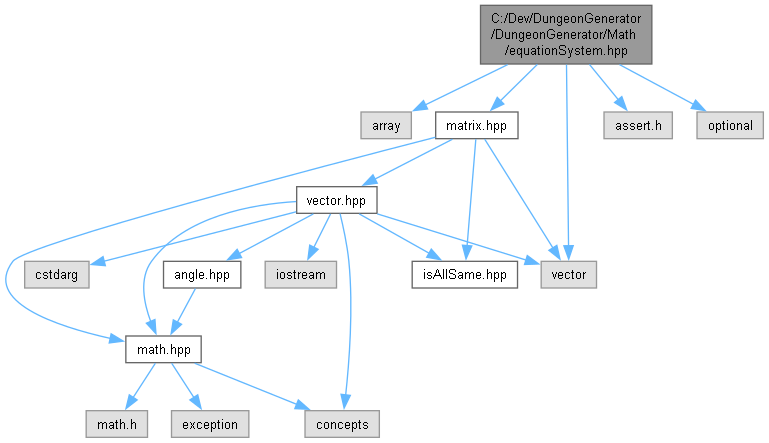 C:/Dev/DungeonGenerator
/DungeonGenerator/Math
/equationSystem.hpp
array
matrix.hpp
assert.h
optional
vector.hpp
cstdarg
angle.hpp
iostream
isAllSame.hpp
vector
math.hpp
math.h
exception
concepts